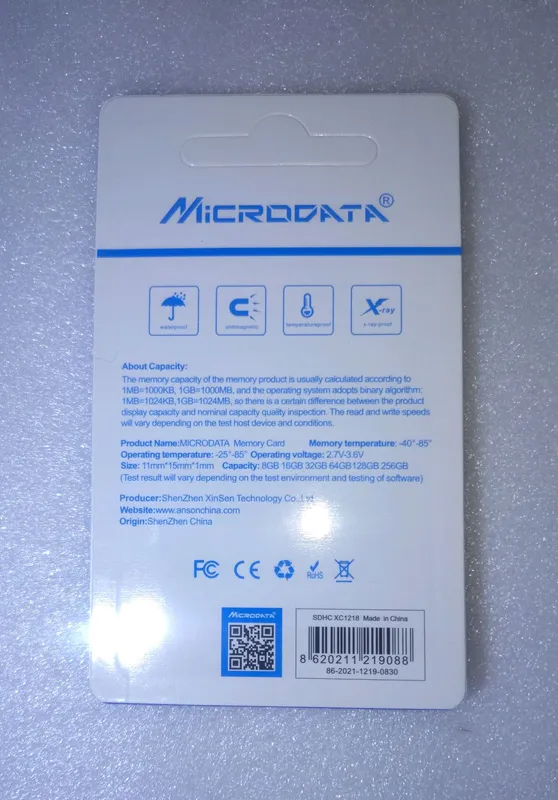 MICRODATA®
waterproof
antimagnetic
temperatureproof
X-ray
x-ray-proof
About Capacity:
The memory capacity of the memory product is usually calculated according to
1MB=1000KB, 1GB=1000MB, and the operating system adopts binary algorithm:
1MB=1024KB,1GB=1024MB, so there is a certain difference between the product
display capacity and nominal capacity quality inspection. The read and write speeds
will vary depending on the test host device and conditions.
Product Name:MICRODATA Memory Card Memory temperature: -40°-85°
Operating temperature: -25°-85° Operating voltage: 2.7V-3.6V
Size: 11mm*15mm*1mm Capacity: 8GB 16GB 32GB 64GB 128GB 256GB
(Test result will vary depending on the test environment and testing of software)
Producer:ShenZhen XinSen Technology Co.,Ltd
Website:www.ansonchina.com
Origin:ShenZhen China
FC CE RoHS
MICRODATA
SDHC XC1218 Made in China
8 620211 219088
86-2021-1219-0830